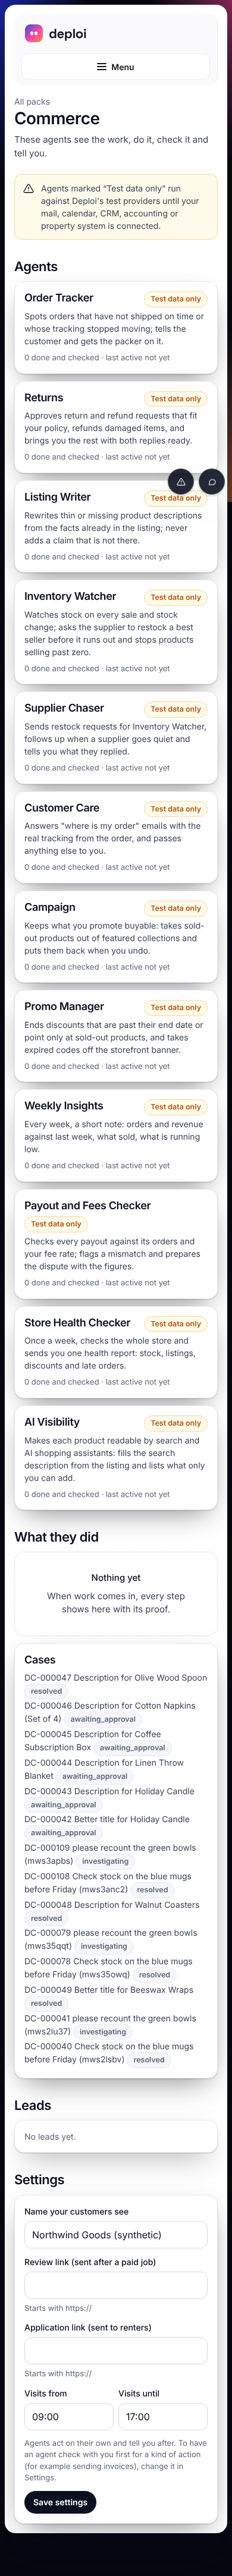 deploi
Menu
All packs
Commerce
These agents see the work, do it, check it and
tell you.
Agents marked “Test data only” run
against Deploi's test providers until your
mail, calendar, CRM, accounting or
property system is connected.
Agents
Order Tracker
Test data only
Spots orders that have not shipped on time or
whose tracking stopped moving; tells the
customer and gets the packer on it.
0 done and checked · last active not yet
Returns
Test data only
Approves return and refund requests that fit
your policy, refunds damaged items, and
brings you the rest with both replies ready.
0 done and checked · last active not yet
Listing Writer
Test data only
Rewrites thin or missing product descriptions
from the facts already in the listing; never
adds a claim that is not there.
0 done and checked · last active not yet
Inventory Watcher
Test data only
Watches stock on every sale and stock
change; asks the supplier to restock a best
seller before it runs out and stops products
selling past zero.
0 done and checked · last active not yet
Supplier Chaser
Test data only
Sends restock requests for Inventory Watcher,
follows up when a supplier goes quiet and
tells you what they replied.
0 done and checked · last active not yet
Customer Care
Test data only
Answers "where is my order" emails with the
real tracking from the order, and passes
anything else to you.
0 done and checked · last active not yet
Campaign
Test data only
Keeps what you promote buyable: takes sold-
out products out of featured collections and
puts them back when you undo.
0 done and checked · last active not yet
Promo Manager
Test data only
Ends discounts that are past their end date or
point only at sold-out products, and takes
expired codes off the storefront banner.
0 done and checked · last active not yet
Weekly Insights
Test data only
Every week, a short note: orders and revenue
against last week, what sold, what is running
low.
0 done and checked · last active not yet
Payout and Fees Checker
Test data only
Checks every payout against its orders and
your fee rate; flags a mismatch and prepares
the dispute with the figures.
0 done and checked · last active not yet
Store Health Checker
Test data only
Once a week, checks the whole store and
sends you one health report: stock, listings,
discounts and late orders.
0 done and checked · last active not yet
AI Visibility
Test data only
Makes each product readable by search and
AI shopping assistants: fills the search
description from the listing and lists what only
you can add.
0 done and checked · last active not yet
What they did
Nothing yet
When work comes in, every step
shows here with its proof.
Cases
DC-000047 Description for Olive Wood Spoon
resolved
DC-000046 Description for Cotton Napkins
(Set of 4) awaiting_approval
DC-000045 Description for Coffee
Subscription Box awaiting_approval
DC-000044 Description for Linen Throw
Blanket awaiting_approval
DC-000043 Description for Holiday Candle
awaiting_approval
DC-000042 Better title for Holiday Candle
awaiting_approval
DC-000109 please recount the green bowls
(mws3apbs) investigating
DC-000108 Check stock on the blue mugs
before Friday (mws3anc2) resolved
DC-000048 Description for Walnut Coasters
resolved
DC-000079 please recount the green bowls
(mws35qqt) investigating
DC-000078 Check stock on the blue mugs
before Friday (mws35owq) resolved
DC-000049 Better title for Beeswax Wraps
resolved
DC-000041 please recount the green bowls
(mws2lu37) investigating
DC-000040 Check stock on the blue mugs
before Friday (mws2lsbv) resolved
Leads
No leads yet.
Settings
Name your customers see
Northwind Goods (synthetic)
Review link (sent after a paid job)
Starts with https://
Application link (sent to renters)
Starts with https://
Visits from
Visits until
09:00
17:00
Agents act on their own and tell you after. To have
an agent check with you first for a kind of action
(for example sending invoices), change it in
Settings.
Save settings